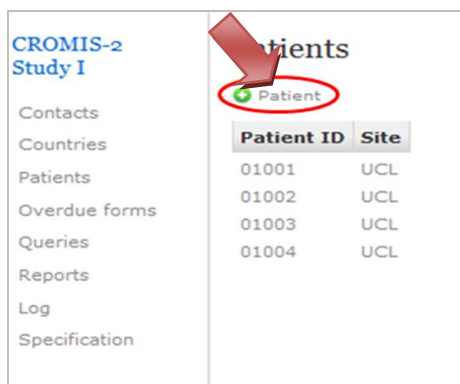 CROMIS-2
Study I
Contacts
Countries
Patients
Overdue forms
Queries
Reports
Log
Specification
Patients
Patient
Patient ID Site
01001 UCL
01002 UCL
01003 UCL
01004 UCL